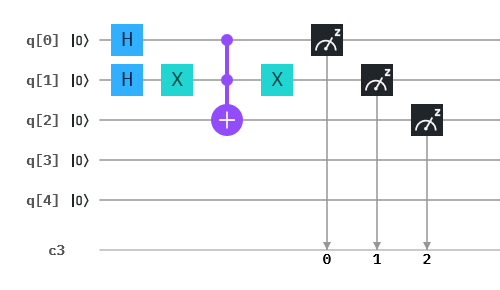 q[0] |0⟩ H z
q[1] |0⟩ H X X z
q[2] |0⟩ + z
q[3] |0⟩
q[4] |0⟩
c3 0 1 2